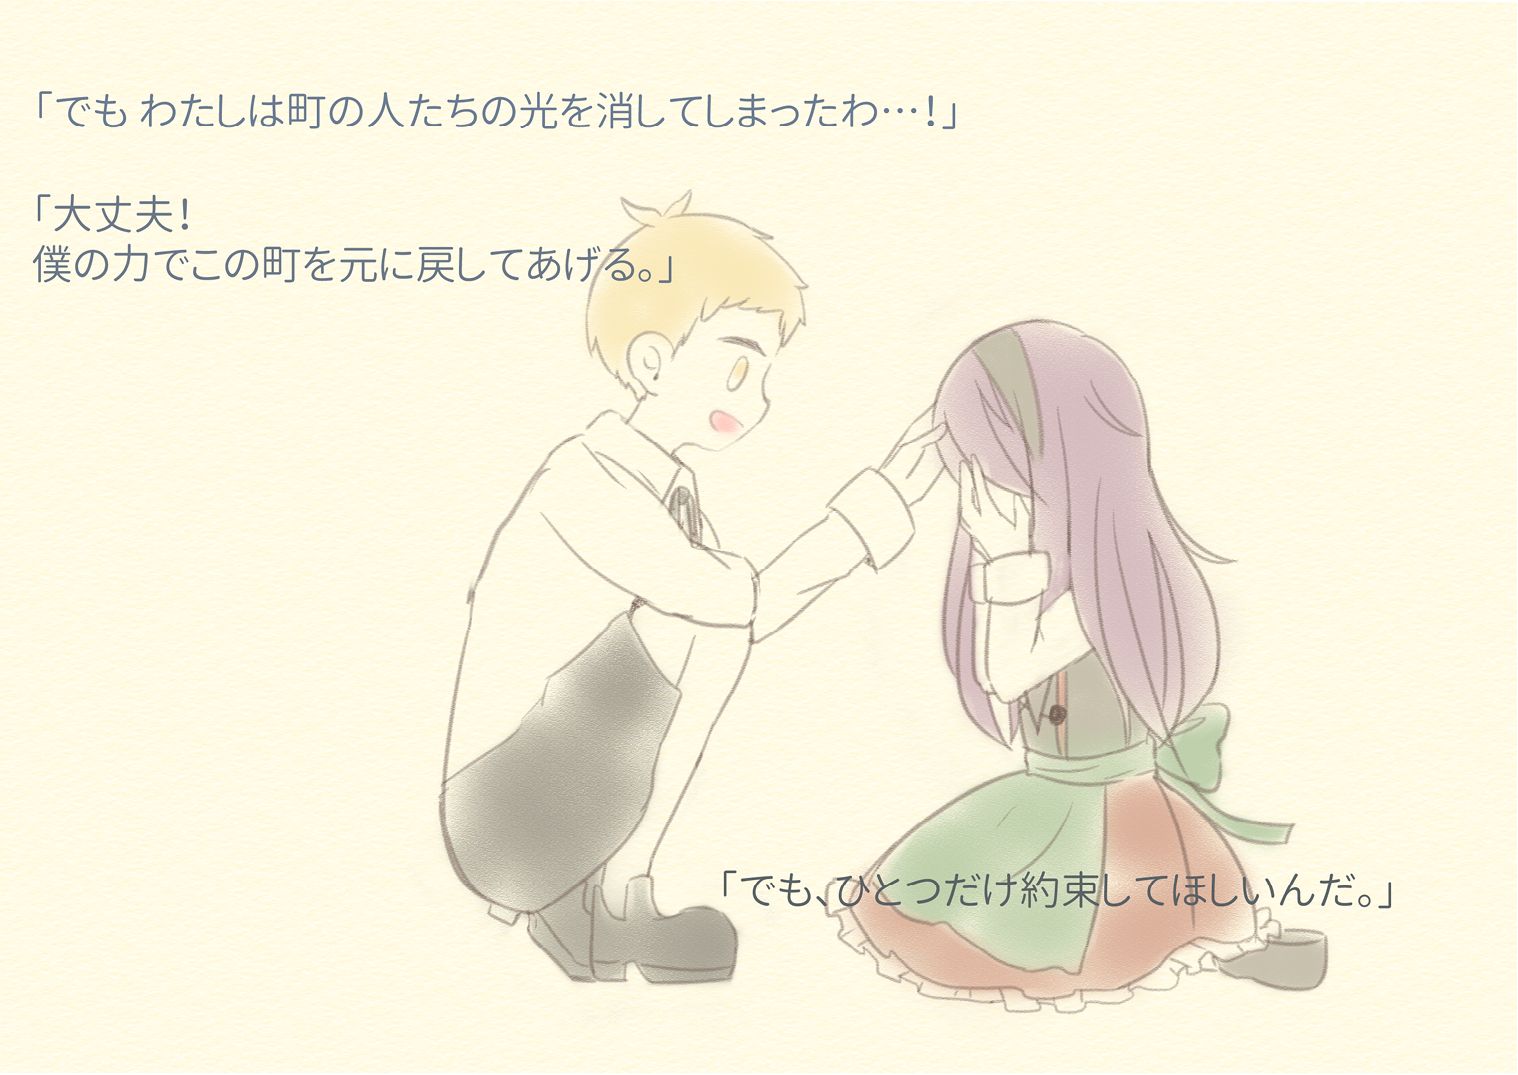 「でも わたしは町の人たちの光を消してしまったわ…！」
「大丈夫！
僕の力でこの町を元に戻してあげる。」
「でも、ひとつだけ約束してほしいんだ。」